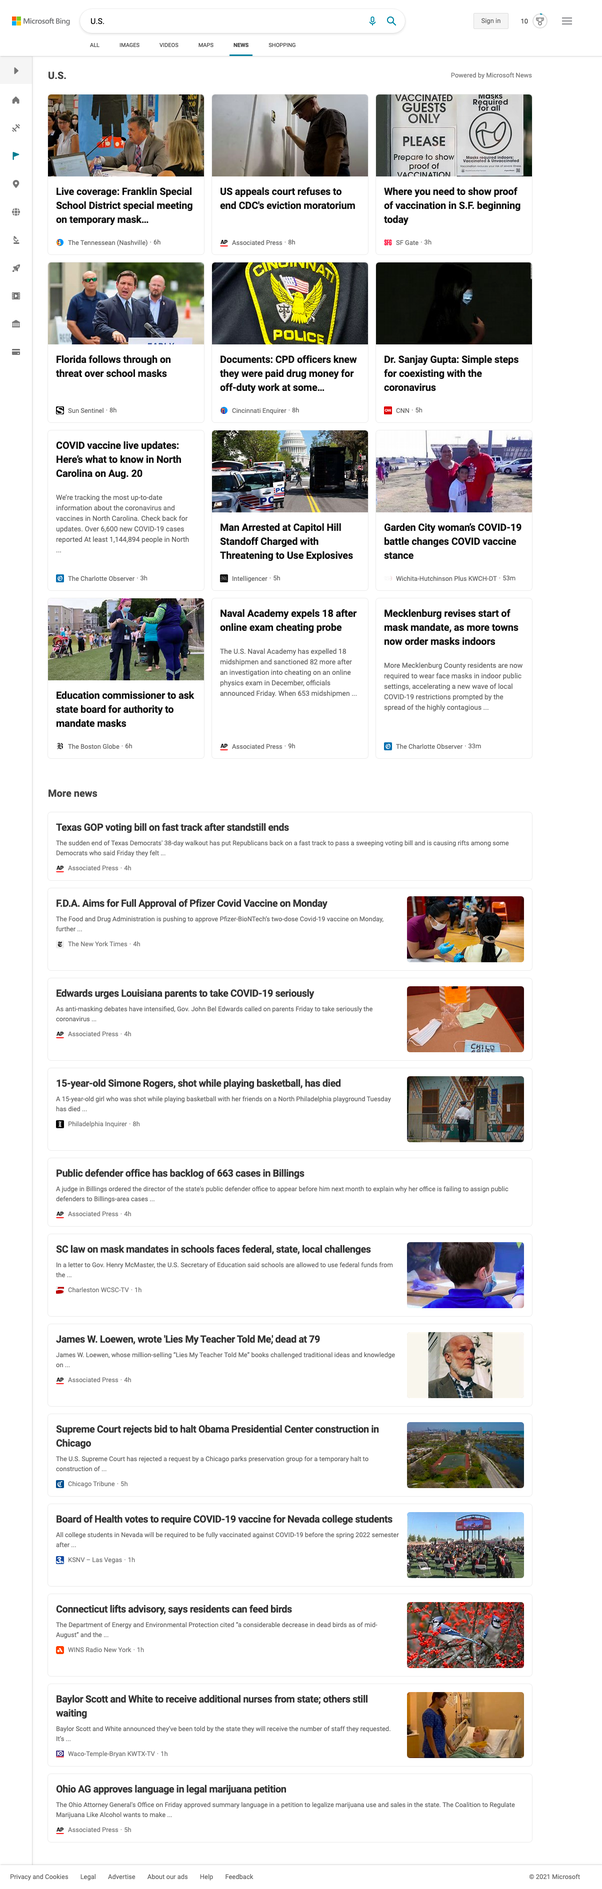 Microsoft Bing
U.S.
Sign in
10
ALL
IMAGES
VIDEOS
MAPS
NEWS
SHOPPING
U.S.
Powered by Microsoft News
VACCINATED
GUESTS
ONLY
PLEASE
Prepare to show
proof of
VACCINATION
Masks
Required
for all
Live coverage: Franklin Special
School District special meeting
on temporary mask...
The Tennessean (Nashville) · 6h
US appeals court refuses to
end CDC's eviction moratorium
AP Associated Press · 8h
Where you need to show proof
of vaccination in S.F. beginning
today
SF Gate · 3h
CINCINNATI
POLICE
Florida follows through on
threat over school masks
Sun Sentinel · 8h
Documents: CPD officers knew
they were paid drug money for
off-duty work at some...
Cincinnati Enquirer · 8h
Dr. Sanjay Gupta: Simple steps
for coexisting with the
coronavirus
CNN · 5h
COVID vaccine live updates:
Here's what to know in North
Carolina on Aug. 20
We're tracking the most up-to-date
information about the coronavirus and
vaccines in North Carolina. Check back for
updates. Over 6,600 new COVID-19 cases
reported At least 1,144,894 people in North
...
The Charlotte Observer · 3h
Man Arrested at Capitol Hill
Standoff Charged with
Threatening to Use Explosives
Intelligencer · 5h
Garden City woman's COVID-19
battle changes COVID vaccine
stance
Wichita-Hutchinson Plus KWCH-DT · 53m
Education commissioner to ask
state board for authority to
mandate masks
The Boston Globe · 6h
Naval Academy expels 18 after
online exam cheating probe
The U.S. Naval Academy has expelled 18
midshipmen and sanctioned 82 more after
an investigation into cheating on an online
physics exam in December, officials
announced Friday. When 653 midshipmen ...
AP Associated Press · 9h
Mecklenburg revises start of
mask mandate, as more towns
now order masks indoors
More Mecklenburg County residents are now
required to wear face masks in indoor public
settings, accelerating a new wave of local
COVID-19 restrictions prompted by the
spread of the highly contagious ...
The Charlotte Observer · 33m
More news
Texas GOP voting bill on fast track after standstill ends
The sudden end of Texas Democrats' 38-day walkout has put Republicans back on a fast track to pass a sweeping voting bill and is causing rifts among some
Democrats who said Friday they felt ...
AP Associated Press · 4h
F.D.A. Aims for Full Approval of Pfizer Covid Vaccine on Monday
The Food and Drug Administration is pushing to approve Pfizer-BioNTech's two-dose Covid-19 vaccine on Monday,
further ...
The New York Times · 4h
Edwards urges Louisiana parents to take COVID-19 seriously
As anti-masking debates have intensified, Gov. John Bel Edwards called on parents Friday to take seriously the
coronavirus ...
AP Associated Press · 4h
CHILD
15-year-old Simone Rogers, shot while playing basketball, has died
A 15-year-old girl who was shot while playing basketball with her friends on a North Philadelphia playground Tuesday
has died ...
Philadelphia Inquirer · 8h
Public defender office has backlog of 663 cases in Billings
A judge in Billings ordered the director of the state's public defender office to appear before him next month to explain why her office is failing to assign public
defenders to Billings-area cases ...
AP Associated Press · 4h
SC law on mask mandates in schools faces federal, state, local challenges
In a letter to Gov. Henry McMaster, the U.S. Secretary of Education said schools are allowed to use federal funds from
the ...
Charleston WCSC-TV · 1h
James W. Loewen, wrote 'Lies My Teacher Told Me,' dead at 79
James W. Loewen, whose million-selling "Lies My Teacher Told Me" books challenged traditional ideas and knowledge
on ...
AP Associated Press · 4h
Supreme Court rejects bid to halt Obama Presidential Center construction in
Chicago
The U.S. Supreme Court has rejected a request by a Chicago parks preservation group for a temporary halt to
construction of ...
Chicago Tribune · 5h
Board of Health votes to require COVID-19 vaccine for Nevada college students
All college students in Nevada will be required to be fully vaccinated against COVID-19 before the spring 2022 semester
after ...
KSNV – Las Vegas · 1h
Connecticut lifts advisory, says residents can feed birds
The Department of Energy and Environmental Protection cited "a considerable decrease in dead birds as of mid-
August" and the ...
WINS Radio New York · 1h
Baylor Scott and White to receive additional nurses from state; others still
waiting
Baylor Scott and White announced they've been told by the state they will receive the number of staff they requested.
It's ...
Waco-Temple-Bryan KWTX-TV · 1h
Ohio AG approves language in legal marijuana petition
The Ohio Attorney General's Office on Friday approved summary language in a petition to legalize marijuana use and sales in the state. The Coalition to Regulate
Marijuana Like Alcohol wants to make ...
AP Associated Press · 5h
Privacy and Cookies
Legal
Advertise
About our ads
Help
Feedback
© 2021 Microsoft